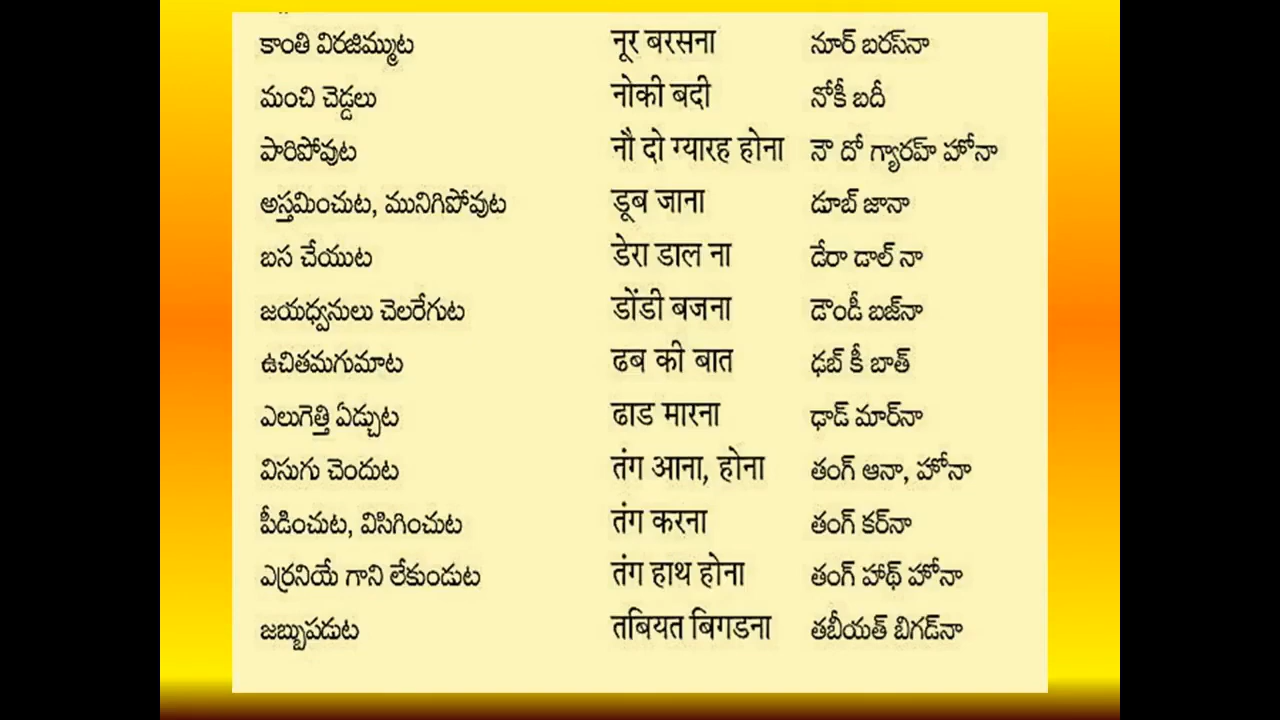 కాంతి విరజిమ్ముట नूर बरसना నూర్ బరస్‌నా
మంచి చెడ్డలు नोकी बदी నోకీ బదీ
పారిపోవుట नौ दो ग्यारह होना నౌ దో గ్యారహ్ హోనా
అస్తమించుట, మునిగిపోవుట डूब जाना డూబ్ జానా
బస చేయుట डेरा डाल ना డేరా డాల్ నా
జయధ్వనులు చెలరేగుట डोंडी बजना డౌండీ బజ్‌నా
ఉచితమగుమాట ढब की बात ఢబ్ కీ బాత్
ఎలుగెత్తి ఏడ్చుట ढाड मारना ఢాడ్ మార్‌నా
విసుగు చెందుట तंग आना, होना తంగ్ ఆనా, హోనా
పీడించుట, విసిగించుట तंग करना తంగ్ కర్‌నా
ఎర్రనియే గాని లేకుండుట तंग हाथ होना తంగ్ హాథ్ హోనా
జబ్బుపడుట तबियत बिगडना తబీయత్ బిగడ్‌నా